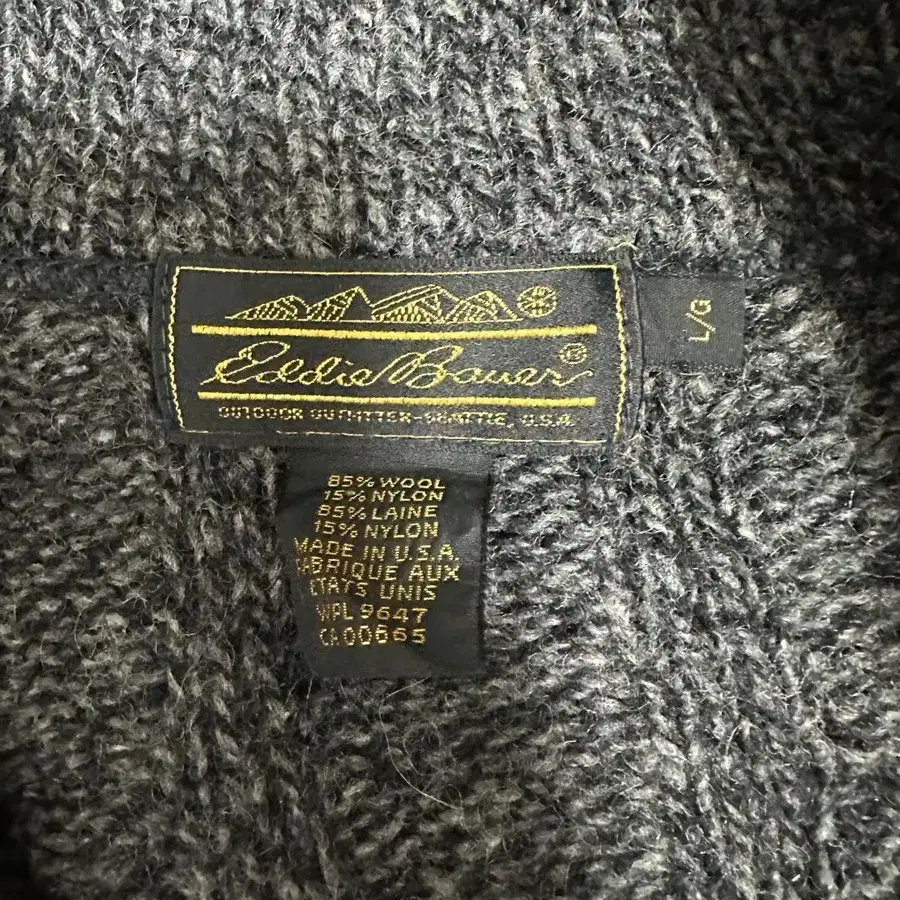 Eddie Bauer®
OUTDOOR OUTFITTER-SEATTLE, U.S.A.
L/G
85% WOOL
15% NYLON
85% LAINE
15% NYLON
MADE IN U.S.A.
FABRIQUE AUX
ETATS UNIS
WPL 9647
CA00665